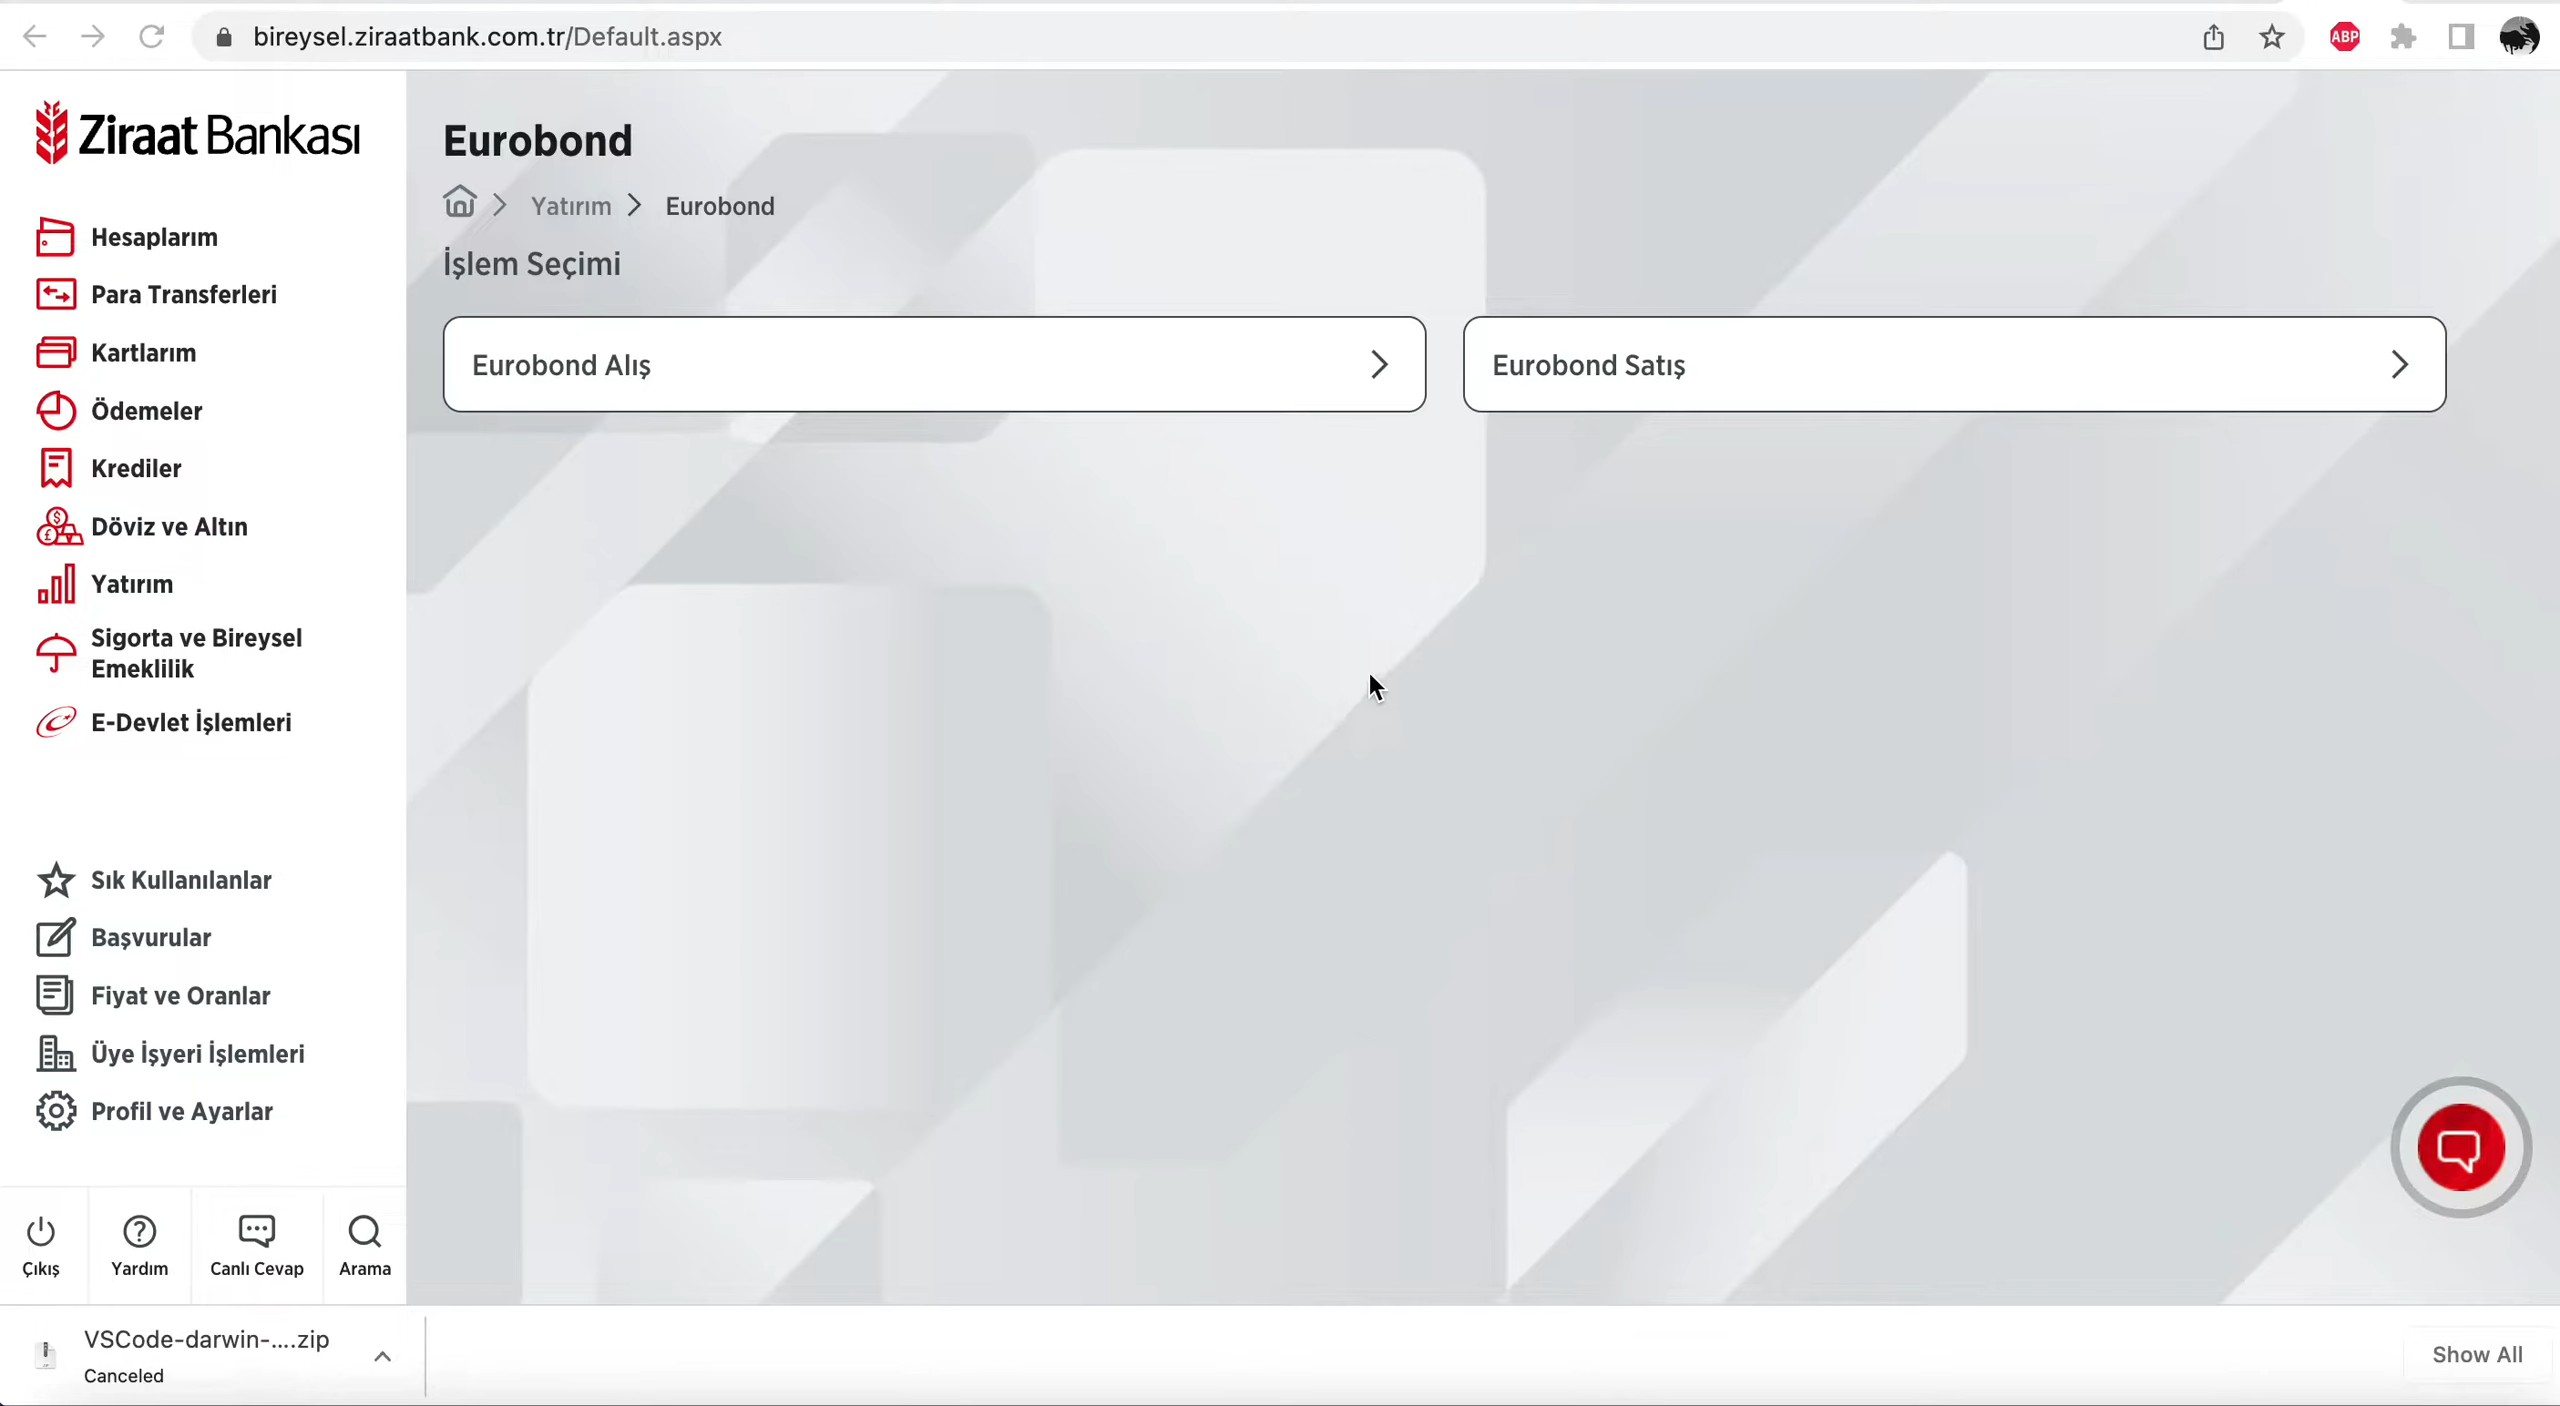 bireysel.ziraatbank.com.tr/Default.aspx
ABP
Ziraat Bankası
Hesaplarım
Para Transferleri
Kartlarım
Ödemeler
Krediler
Döviz ve Altın
Yatırım
Sigorta ve Bireysel
Emeklilik
E-Devlet İşlemleri
Sık Kullanılanlar
Başvurular
Fiyat ve Oranlar
Üye İşyeri İşlemleri
Profil ve Ayarlar
Çıkış
Yardım
Canlı Cevap
Arama
Eurobond
Yatırım
Eurobond
İşlem Seçimi
Eurobond Alış
Eurobond Satış
VSCode-darwin-....zip
Canceled
Show All